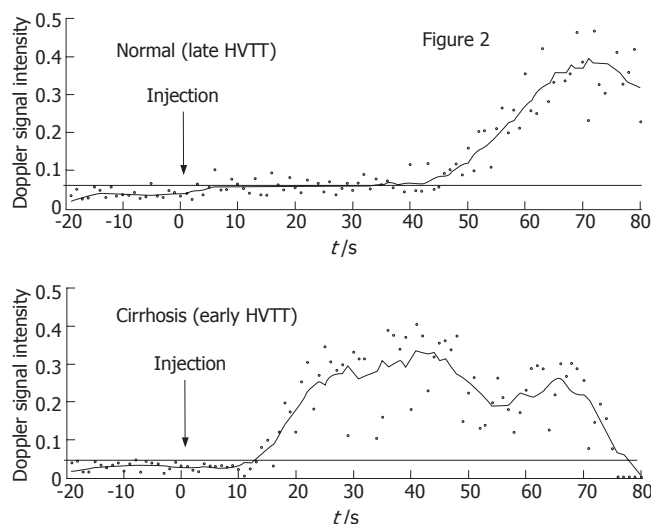 Doppler signal intensity
0.5
0.4
0.3
0.2
0.1
0
Normal (late HVTT)
Figure 2
Injection
-20 -10 0 10 20 30 40 50 60 70 80
t/s
Doppler signal intensity
0.5
0.4
0.3
0.2
0.1
0
Cirrhosis (early HVTT)
Injection
-20 -10 0 10 20 30 40 50 60 70 80
t/s